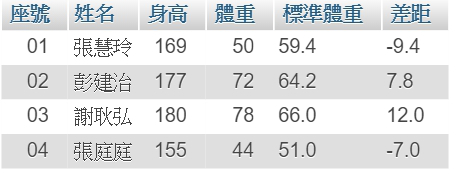 座號 姓名 身高 體重 標準體重 差距
01 張慧玲 169 50 59.4 -9.4
02 彭建治 177 72 64.2 7.8
03 謝耿弘 180 78 66.0 12.0
04 張庭庭 155 44 51.0 -7.0